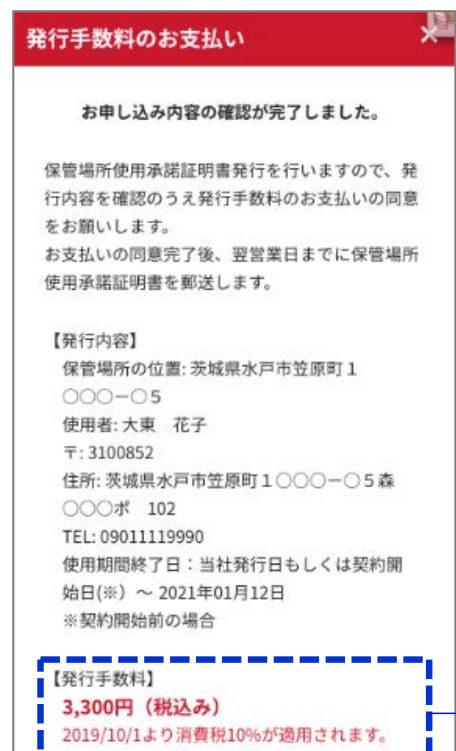 発行手数料のお支払い ×
お申し込み内容の確認が完了しました。
保管場所使用承諾証明書発行を行いますので、発
行内容を確認のうえ発行手数料のお支払いの同意
をお願いします。
お支払いの同意完了後、翌営業日までに保管場所
使用承諾証明書を郵送します。
【発行内容】
保管場所の位置: 茨城県水戸市笠原町１
○○○ー○５
使用者: 大東　花子
〒: 3100852
住所: 茨城県水戸市笠原町１○○○ー○５森
○○○ポ　102
TEL: 09011119990
使用期間終了日：当社発行日もしくは契約開
始日(※）～ 2021年01月12日
※契約開始前の場合
【発行手数料】
3,300円（税込み）
2019/10/1より消費税10%が適用されます。